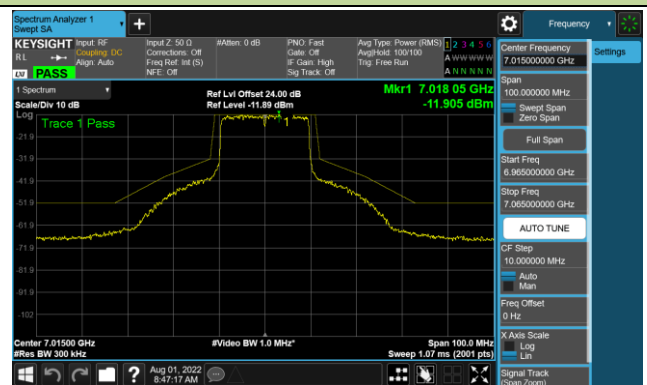 Spectrum Analyzer 1
Swept SA
Frequency
KEYSIGHT
Input: RF
Coupling: DC
Align: Auto
Input Z: 50 Ω
Corrections: Off
Freq Ref: Int (S)
NFE: Off
#Atten: 0 dB
PNO: Fast
Gate: Off
IF Gain: High
Sig Track: Off
Avg Type: Power (RMS)
Avg|Hold: 100/100
Trig: Free Run
1 2 3 4 5 6
A W W W W W
A N N N N N
R L
LXI
PASS
1 Spectrum
Scale/Div 10 dB
Ref Lvl Offset 24.00 dB
Ref Level -11.89 dBm
Mkr1 7.018 05 GHz
-11.905 dBm
Log
Trace 1 Pass
1
-21.9
-31.9
-41.9
-51.9
-61.9
-71.9
-81.9
-91.9
-102
Center 7.01500 GHz
#Res BW 300 kHz
#Video BW 1.0 MHz*
Span 100.0 MHz
Sweep 1.07 ms (2001 pts)
Aug 01, 2022
8:47:17 AM
Center Frequency
7.015000000 GHz
Settings
Span
100.000000 MHz
Swept Span
Zero Span
Full Span
Start Freq
6.965000000 GHz
Stop Freq
7.065000000 GHz
AUTO TUNE
CF Step
10.000000 MHz
Auto
Man
Freq Offset
0 Hz
X Axis Scale
Log
Lin
Signal Track
(Span Zoom)